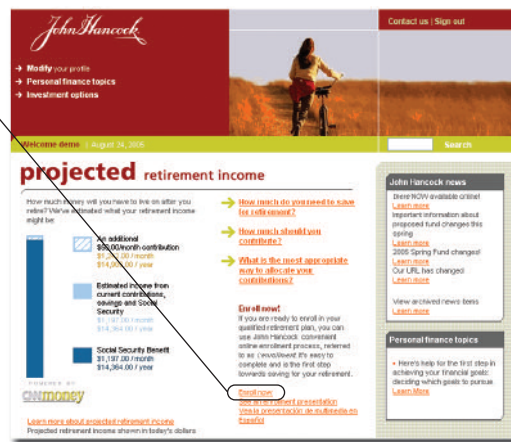 John Hancock
Contact us | Sign out
→ Modify your profile
→ Personal finance topics
→ Investment options
Welcome demo | August 24, 2005
Search
projected retirement income
How much money will you have to live on after you
retire? We've estimated what your retirement income
might be:
An additional
$50.00/month contribution
/ month
/ year
Estimated income from
current contributions,
savings and Social
Security
$1,197.00 / month
$14,364.00 / year
Social Security Benefit
$1,197.00 / month
$14,364.00 / year
POWERED BY
CNNmoney
Learn more about projected retirement income
Projected retirement income shown in today's dollars
How much do you need to save
for retirement?
How much should you
contribute?
What is the most appropriate
way to allocate your
contributions?
Enroll now!
If you are ready to enroll in your
qualified retirement plan, you can
use John Hancock convenient
online enrollment process, referred
to as i:enrollment. It's easy to
complete and is the first step
towards saving for your retirement.
Enroll now
See an enrollment presentation
Vea la presentación de multimedia en
Español
John Hancock news
NOW available online!
Learn more
Important information about
proposed fund changes this
spring
Learn more
2005 Spring Fund changes!
Learn more
Our URL has changed!
Learn more
View archived news items
Learn more
Personal finance topics
• Here's help for the first step in
achieving your financial goals:
deciding which goals to pursue
Learn More